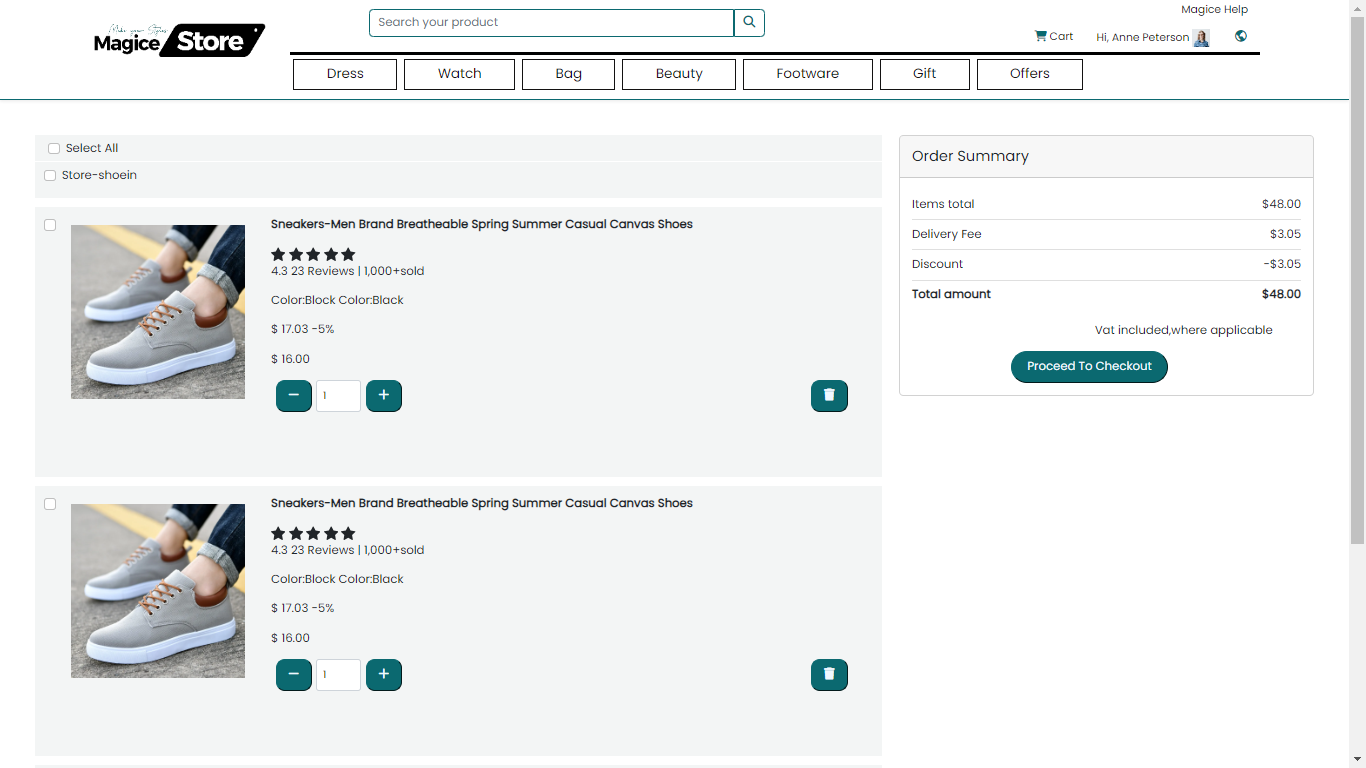 Magice Help
Make your Styles
Magice Store
Search your product
Cart
Hi, Anne Peterson
Dress
Watch
Bag
Beauty
Footware
Gift
Offers
Select All
Store-shoein
Sneakers-Men Brand Breatheable Spring Summer Casual Canvas Shoes
4.3 23 Reviews | 1,000+sold
Color:Block Color:Black
$ 17.03 -5%
$ 16.00
1
Sneakers-Men Brand Breatheable Spring Summer Casual Canvas Shoes
4.3 23 Reviews | 1,000+sold
Color:Block Color:Black
$ 17.03 -5%
$ 16.00
1
Order Summary
Items total $48.00
Delivery Fee $3.05
Discount -$3.05
Total amount $48.00
Vat included,where applicable
Proceed To Checkout